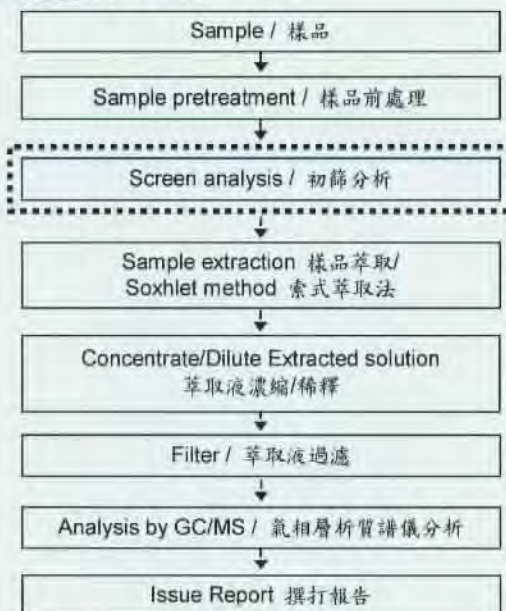 Sample / 樣品
Sample pretreatment / 樣品前處理
Screen analysis / 初篩分析
Sample extraction 樣品萃取/
Soxhlet method 索式萃取法
Concentrate/Dilute Extracted solution
萃取液濃縮/稀釋
Filter / 萃取液過濾
Analysis by GC/MS / 氣相層析質譜儀分析
Issue Report 撰打報告